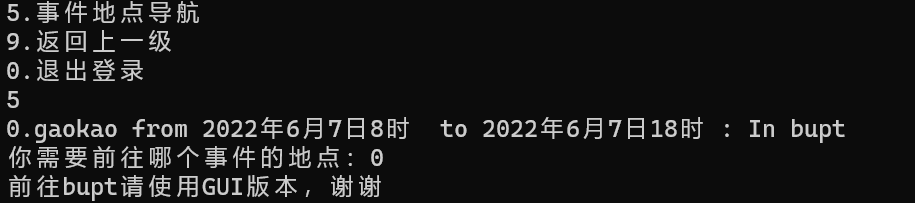 5.事件地点导航
9.返回上一级
0.退出登录
5
0.gaokao from 2022年6月7日8时  to 2022年6月7日18时 : In bupt
你需要前往哪个事件的地点: 0
前往bupt请使用GUI版本, 谢谢